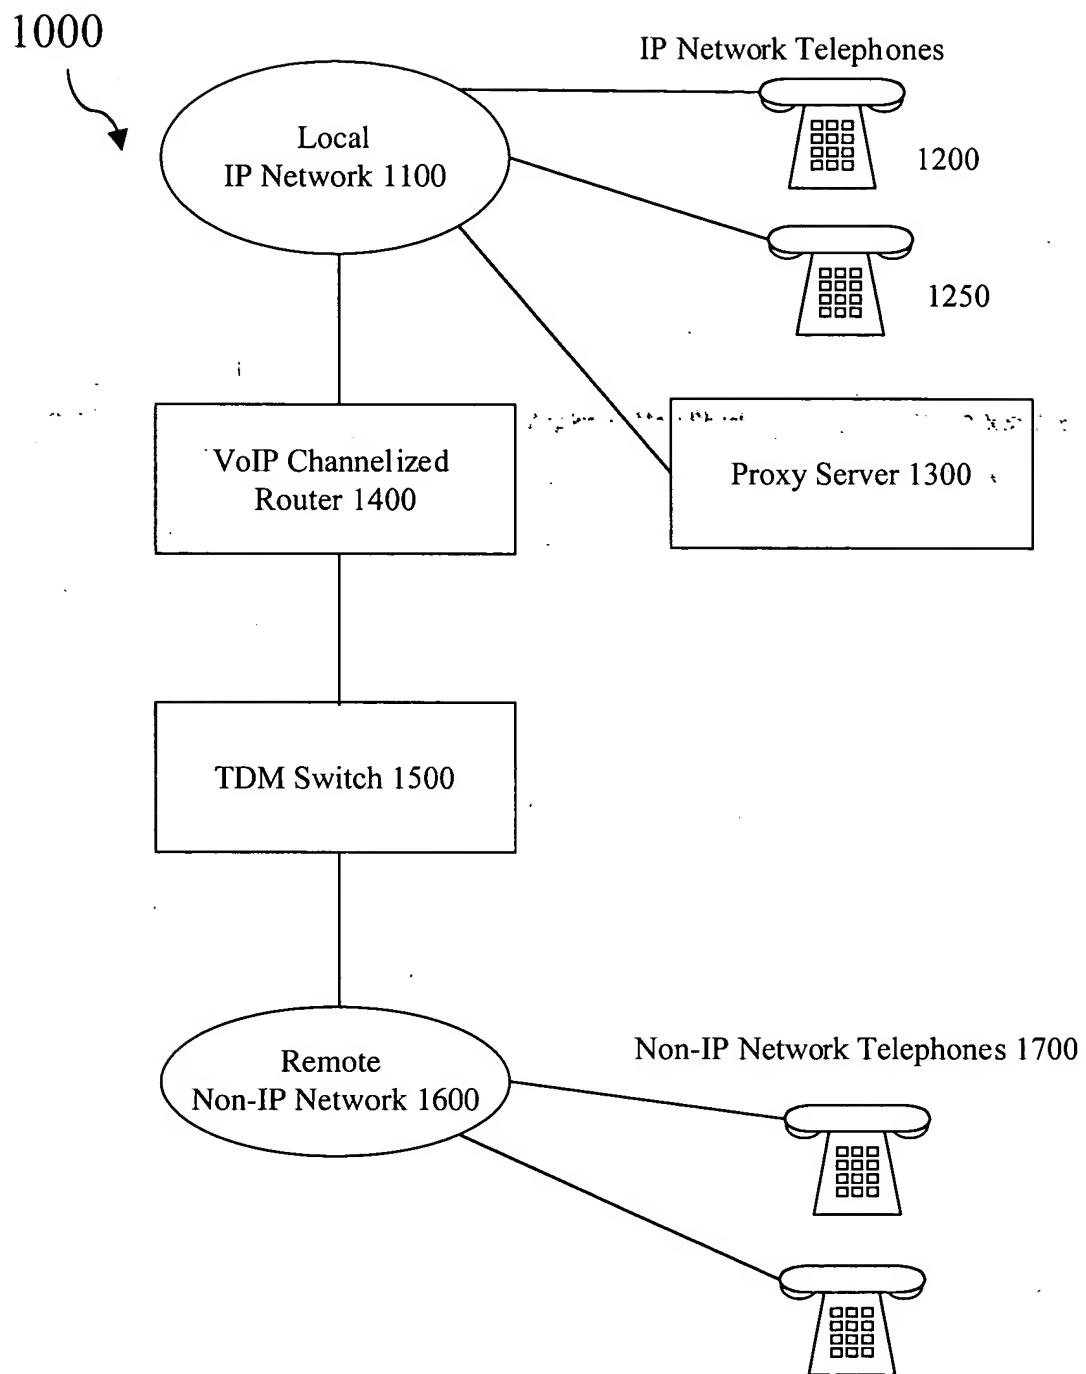 1000
IP Network Telephones
Local
IP Network 1100
1200
1250
VoIP Channelized
Router 1400
Proxy Server 1300
TDM Switch 1500
Remote
Non-IP Network 1600
Non-IP Network Telephones 1700